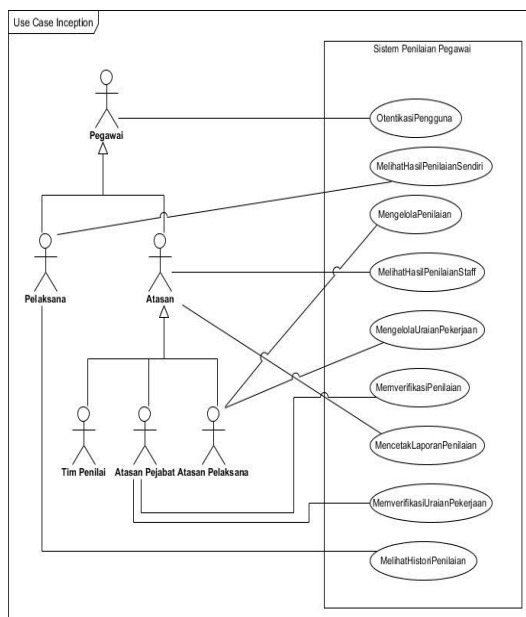 Use Case Inception
Sistem Penilaian Pegawai
Pegawai
OtentikasiPengguna
MelihatHasilPenilaianSendiri
MengelolaPenilaian
Pelaksana
Atasan
MelihatHasilPenilaianStaff
MengelolaUraianPekerjaan
MemverifikasiPenilaian
Tim Penilai
Atasan Pejabat
Atasan Pelaksana
MencetakLaporanPenilaian
MemverifikasiUraianPekerjaan
MelihatHistoriPenilaian